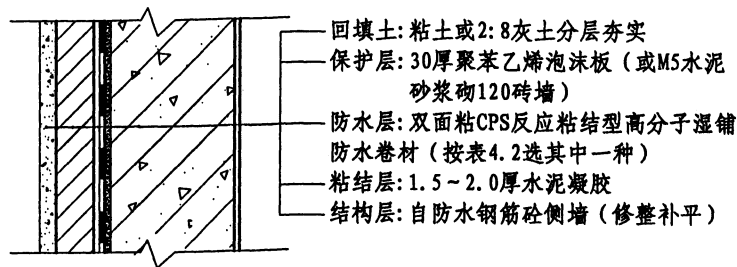 回填土:粘土或2:8灰土分层夯实
保护层:30厚聚苯乙烯泡沫板（或M5水泥
砂浆砌120砖墙）
防水层:双面粘CPS反应粘结型高分子湿铺
防水卷材（按表4.2选其中一种）
粘结层:1.5~2.0厚水泥凝胶
结构层:自防水钢筋砼侧墙（修整补平）